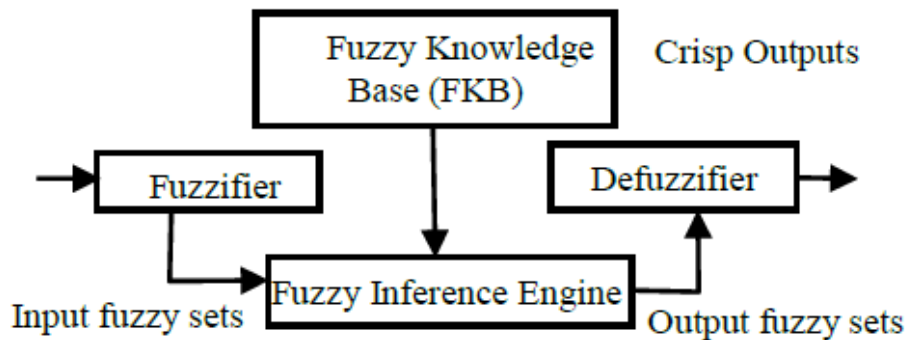 Fuzzy Knowledge
Base (FKB)
Crisp Outputs
Fuzzifier
Defuzzifier
Fuzzy Inference Engine
Input fuzzy sets
Output fuzzy sets